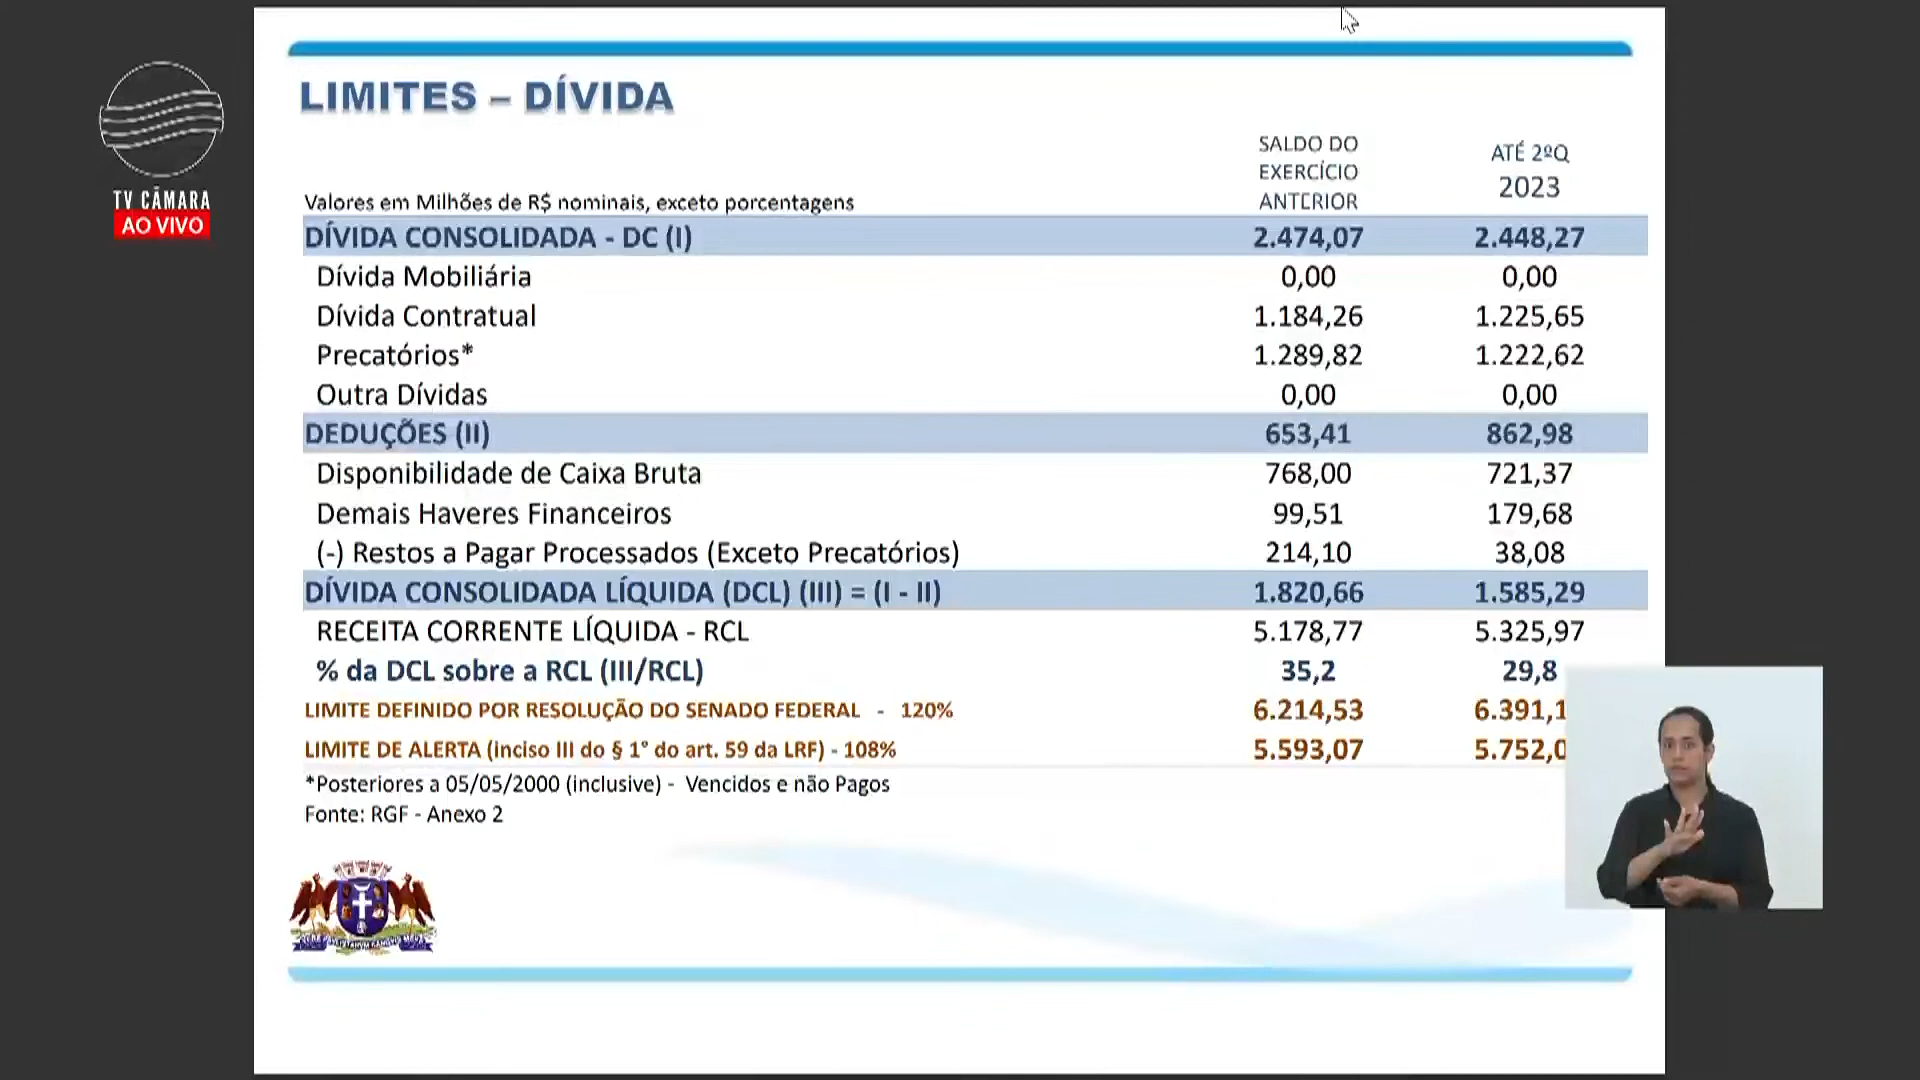 TV CÂMARA
AO VIVO
LIMITES – DÍVIDA
Valores em Milhões de R$ nominais, exceto porcentagens
SALDO DO
EXERCÍCIO
ANTERIOR
ATÉ 2ºQ
2023
DÍVIDA CONSOLIDADA - DC (I) 2.474,07 2.448,27
Dívida Mobiliária 0,00 0,00
Dívida Contratual 1.184,26 1.225,65
Precatórios* 1.289,82 1.222,62
Outra Dívidas 0,00 0,00
DEDUÇÕES (II) 653,41 862,98
Disponibilidade de Caixa Bruta 768,00 721,37
Demais Haveres Financeiros 99,51 179,68
(-) Restos a Pagar Processados (Exceto Precatórios) 214,10 38,08
DÍVIDA CONSOLIDADA LÍQUIDA (DCL) (III) = (I - II) 1.820,66 1.585,29
RECEITA CORRENTE LÍQUIDA - RCL 5.178,77 5.325,97
% da DCL sobre a RCL (III/RCL) 35,2 29,8
LIMITE DEFINIDO POR RESOLUÇÃO DO SENADO FEDERAL - 120% 6.214,53 6.391,1
LIMITE DE ALERTA (inciso III do § 1º do art. 59 da LRF) - 108% 5.593,07 5.752,0
*Posteriores a 05/05/2000 (inclusive) - Vencidos e não Pagos
Fonte: RGF - Anexo 2